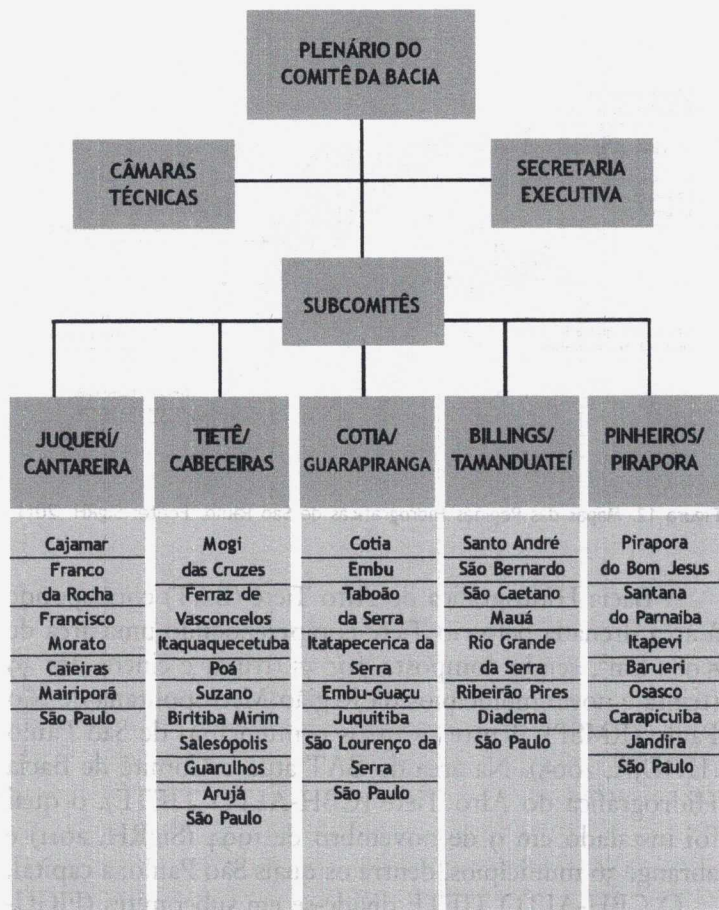 PLENÁRIO DO
COMITÊ DA BACIA
CÂMARAS
TÉCNICAS
SECRETARIA
EXECUTIVA
SUBCOMITÊS
JUQUERÍ/
CANTAREIRA
Cajamar
Franco
da Rocha
Francisco
Morato
Caieiras
Mairiporã
São Paulo
TIETÊ/
CABECEIRAS
Mogi
das Cruzes
Ferraz de
Vasconcelos
Itaquaquecetuba
Poá
Suzano
Biritiba Mirim
Salesópolis
Guarulhos
Arujá
São Paulo
COTIA/
GUARAPIRANGA
Cotia
Embu
Taboão
da Serra
Itatapecerica da
Serra
Embu-Guaçu
Juquitiba
São Lourenço da
Serra
São Paulo
BILLINGS/
TAMANDUATEÍ
Santo André
São Bernardo
São Caetano
Mauá
Rio Grande
da Serra
Ribeirão Pires
Diadema
São Paulo
PINHEIROS/
PIRAPORA
Pirapora
do Bom Jesus
Santana
do Parnaiba
Itapevi
Barueri
Osasco
Carapicuiba
Jandira
São Paulo